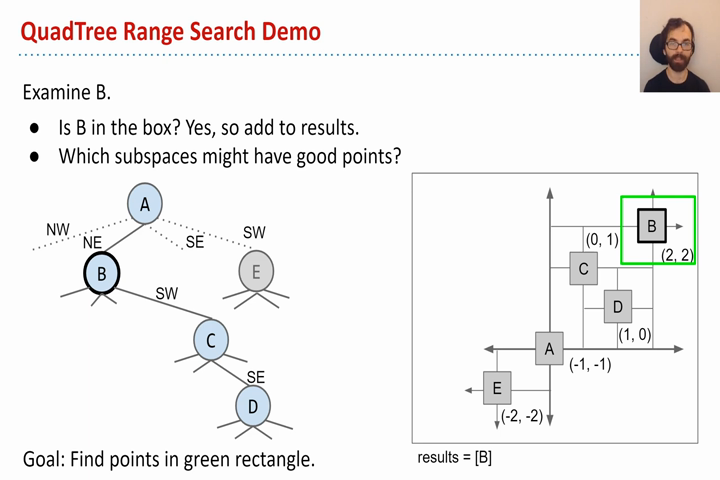 QuadTree Range Search Demo
Examine B.
● Is B in the box? Yes, so add to results.
● Which subspaces might have good points?
A
NW
NE
SE
SW
B
E
SW
C
SE
D
Goal: Find points in green rectangle.
B
(0, 1)
(2, 2)
C
D
(1, 0)
A
(-1, -1)
E
(-2, -2)
results = [B]